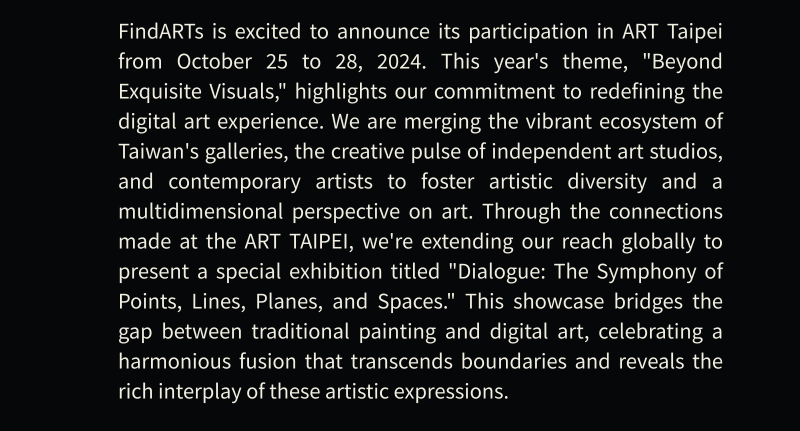 FindARTs is excited to announce its participation in ART Taipei
from October 25 to 28, 2024. This year's theme, "Beyond
Exquisite Visuals," highlights our commitment to redefining the
digital art experience. We are merging the vibrant ecosystem of
Taiwan's galleries, the creative pulse of independent art studios,
and contemporary artists to foster artistic diversity and a
multidimensional perspective on art. Through the connections
made at the ART TAIPEI, we're extending our reach globally to
present a special exhibition titled "Dialogue: The Symphony of
Points, Lines, Planes, and Spaces." This showcase bridges the
gap between traditional painting and digital art, celebrating a
harmonious fusion that transcends boundaries and reveals the
rich interplay of these artistic expressions.